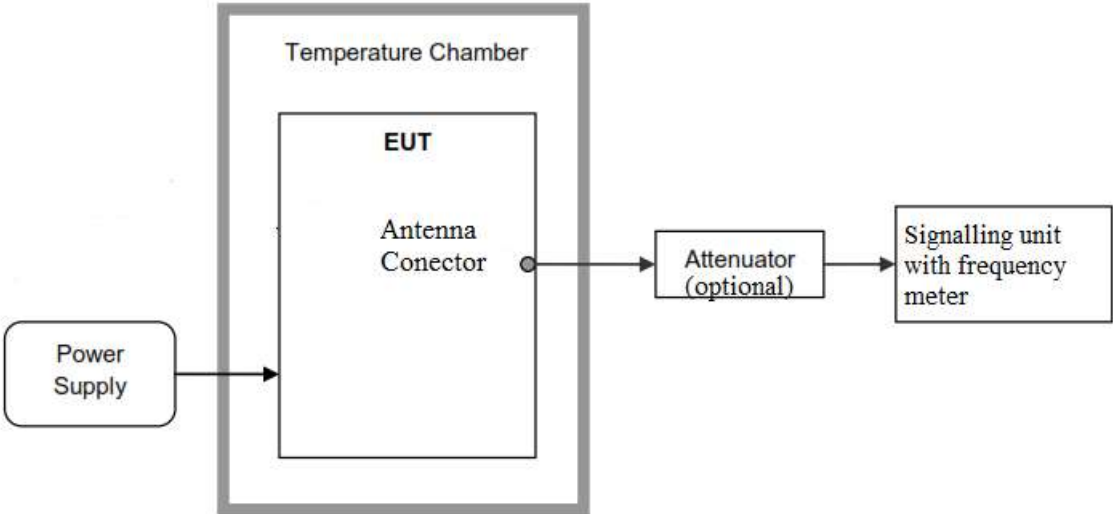 Temperature Chamber
EUT
Antenna
Conector
Attenuator
(optional)
Signalling unit
with frequency
meter
Power
Supply